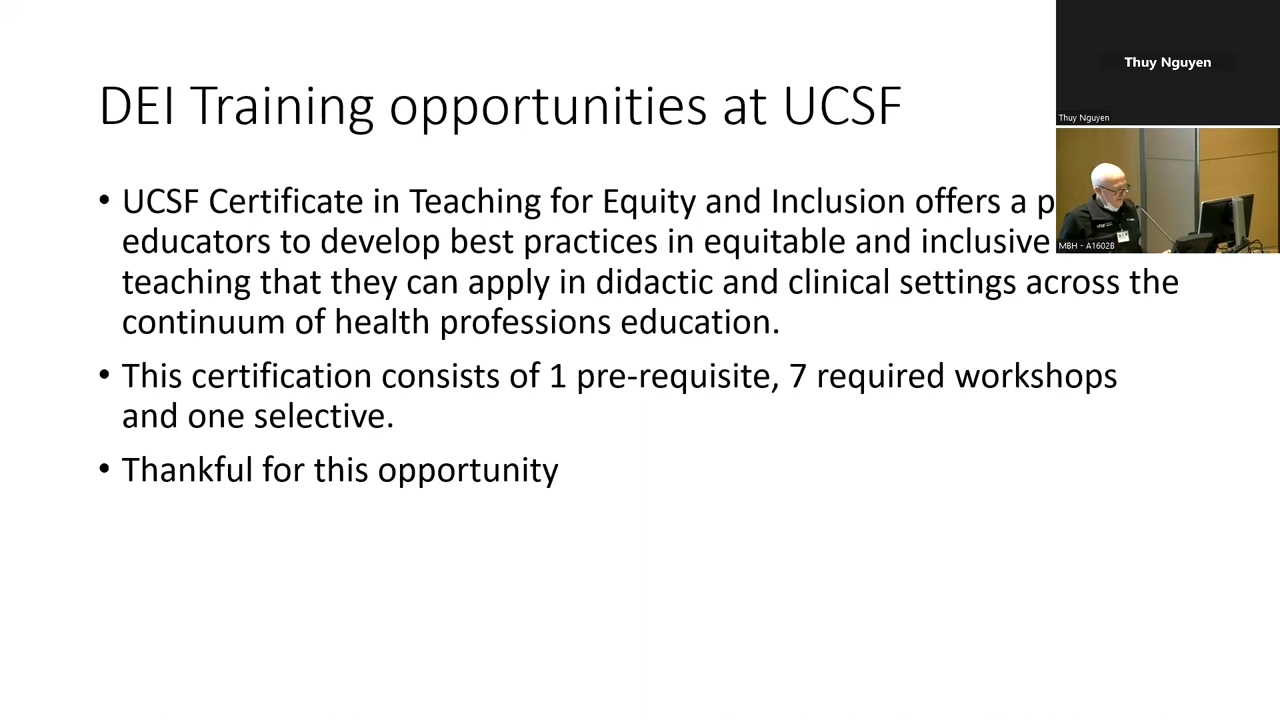 DEI Training opportunities at UCSF
• UCSF Certificate in Teaching for Equity and Inclusion offers a
educators to develop best practices in equitable and inclusive
teaching that they can apply in didactic and clinical settings across the
continuum of health professions education.
• This certification consists of 1 pre-requisite, 7 required workshops
and one selective.
• Thankful for this opportunity
Thuy Nguyen
Thuy Nguyen
MBH - A1602B